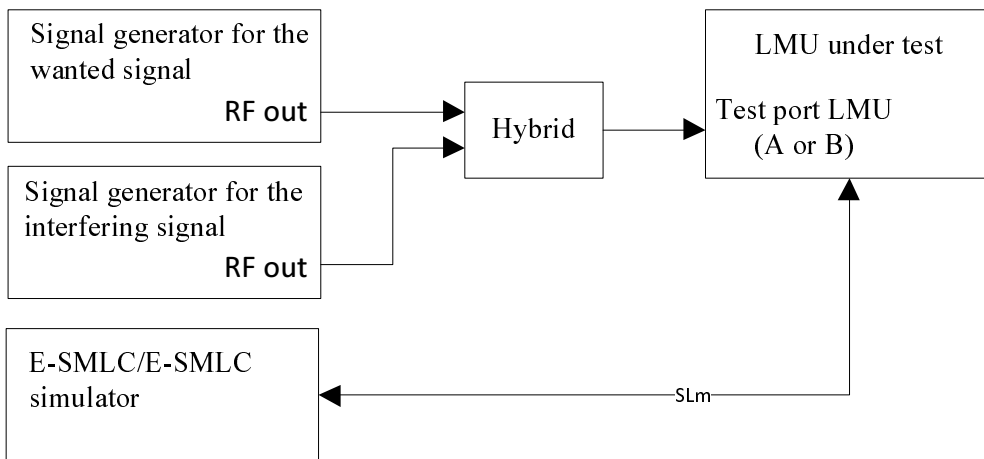 Signal generator for the
wanted signal
RF out
Signal generator for the
interfering signal
RF out
Hybrid
LMU under test
Test port LMU
(A or B)
E-SMLC/E-SMLC
simulator
SLm